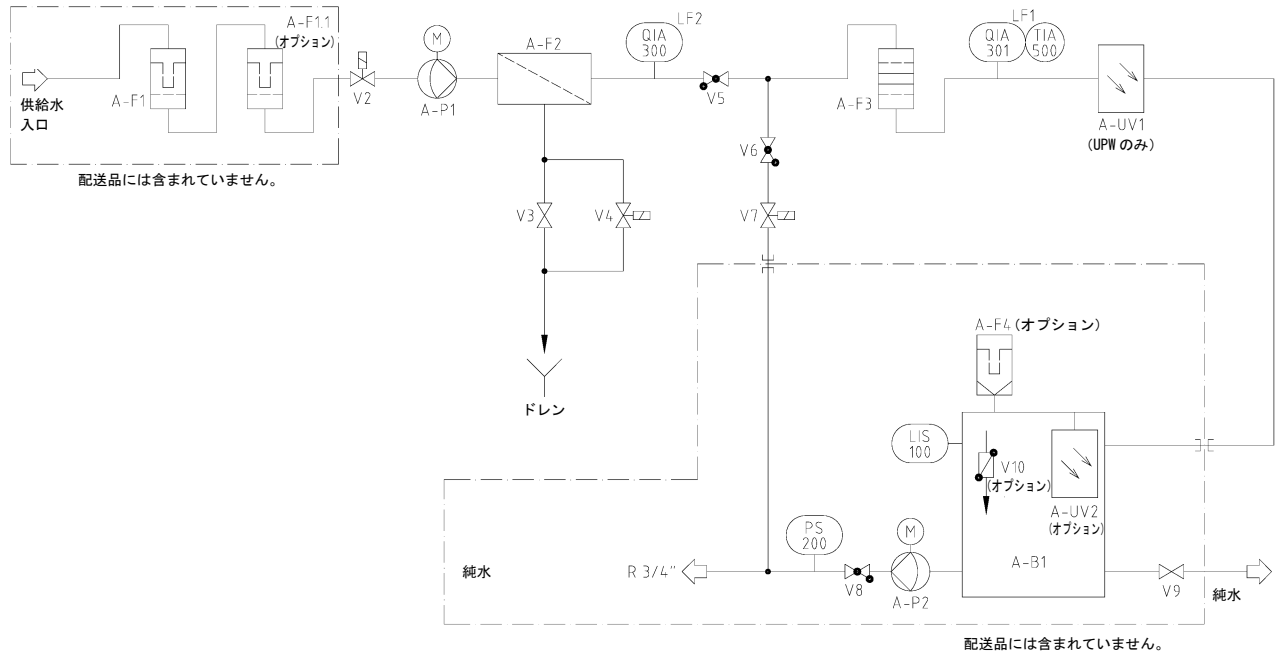 A-F1.1
(オプション)
A-F1
供給水
入口
配送品には含まれていません。
V2
M
A-P1
A-F2
V3
V4
ドレン
LF2
QIA
300
V5
V6
V7
A-F3
LF1
QIA
301
TIA
500
A-UV1
(UPW のみ)
A-F4 (オプション)
LIS
100
V10
(オプション)
A-UV2
(オプション)
A-B1
純水
R 3/4"
PS
200
V8
M
A-P2
V9
純水
配送品には含まれていません。